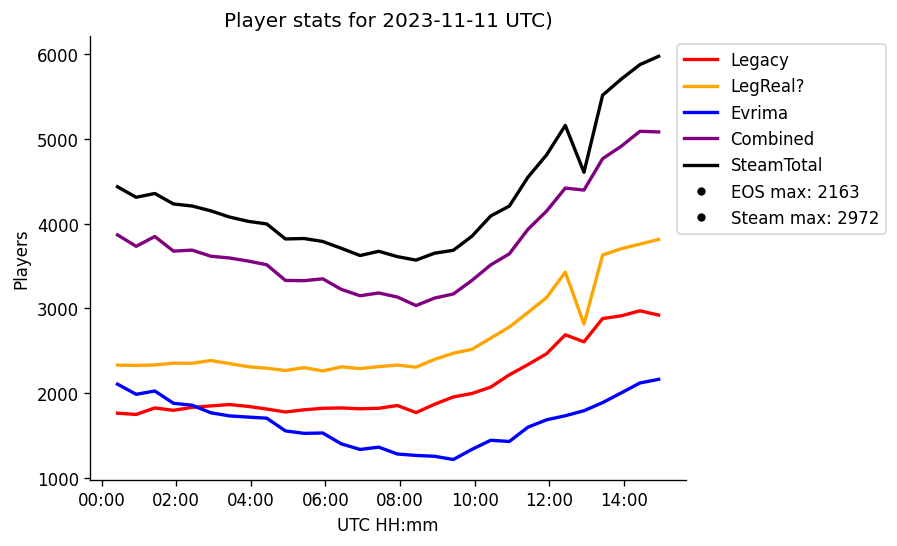 Player stats for 2023-11-11 UTC)
6000
5000
4000
3000
2000
1000
Players
00:00 02:00 04:00 06:00 08:00 10:00 12:00 14:00
UTC HH:mm
Legacy
LegReal?
Evrima
Combined
SteamTotal
EOS max: 2163
Steam max: 2972